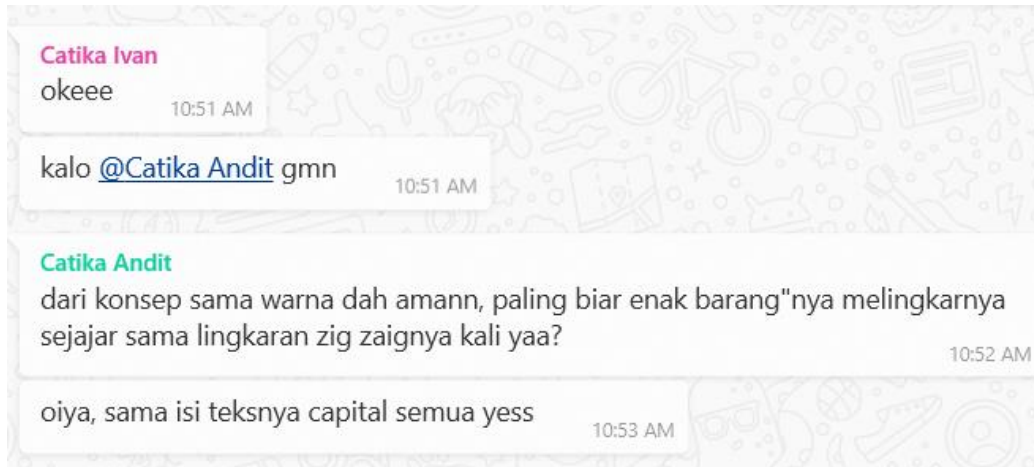 Catika Ivan
okeee
10:51 AM
kalo @Catika Andit gmn
10:51 AM
Catika Andit
dari konsep sama warna dah amann, paling biar enak barang"nya melingkarnya
sejajar sama lingkaran zig zaignya kali yaa?
10:52 AM
oiya, sama isi teksnya capital semua yess
10:53 AM